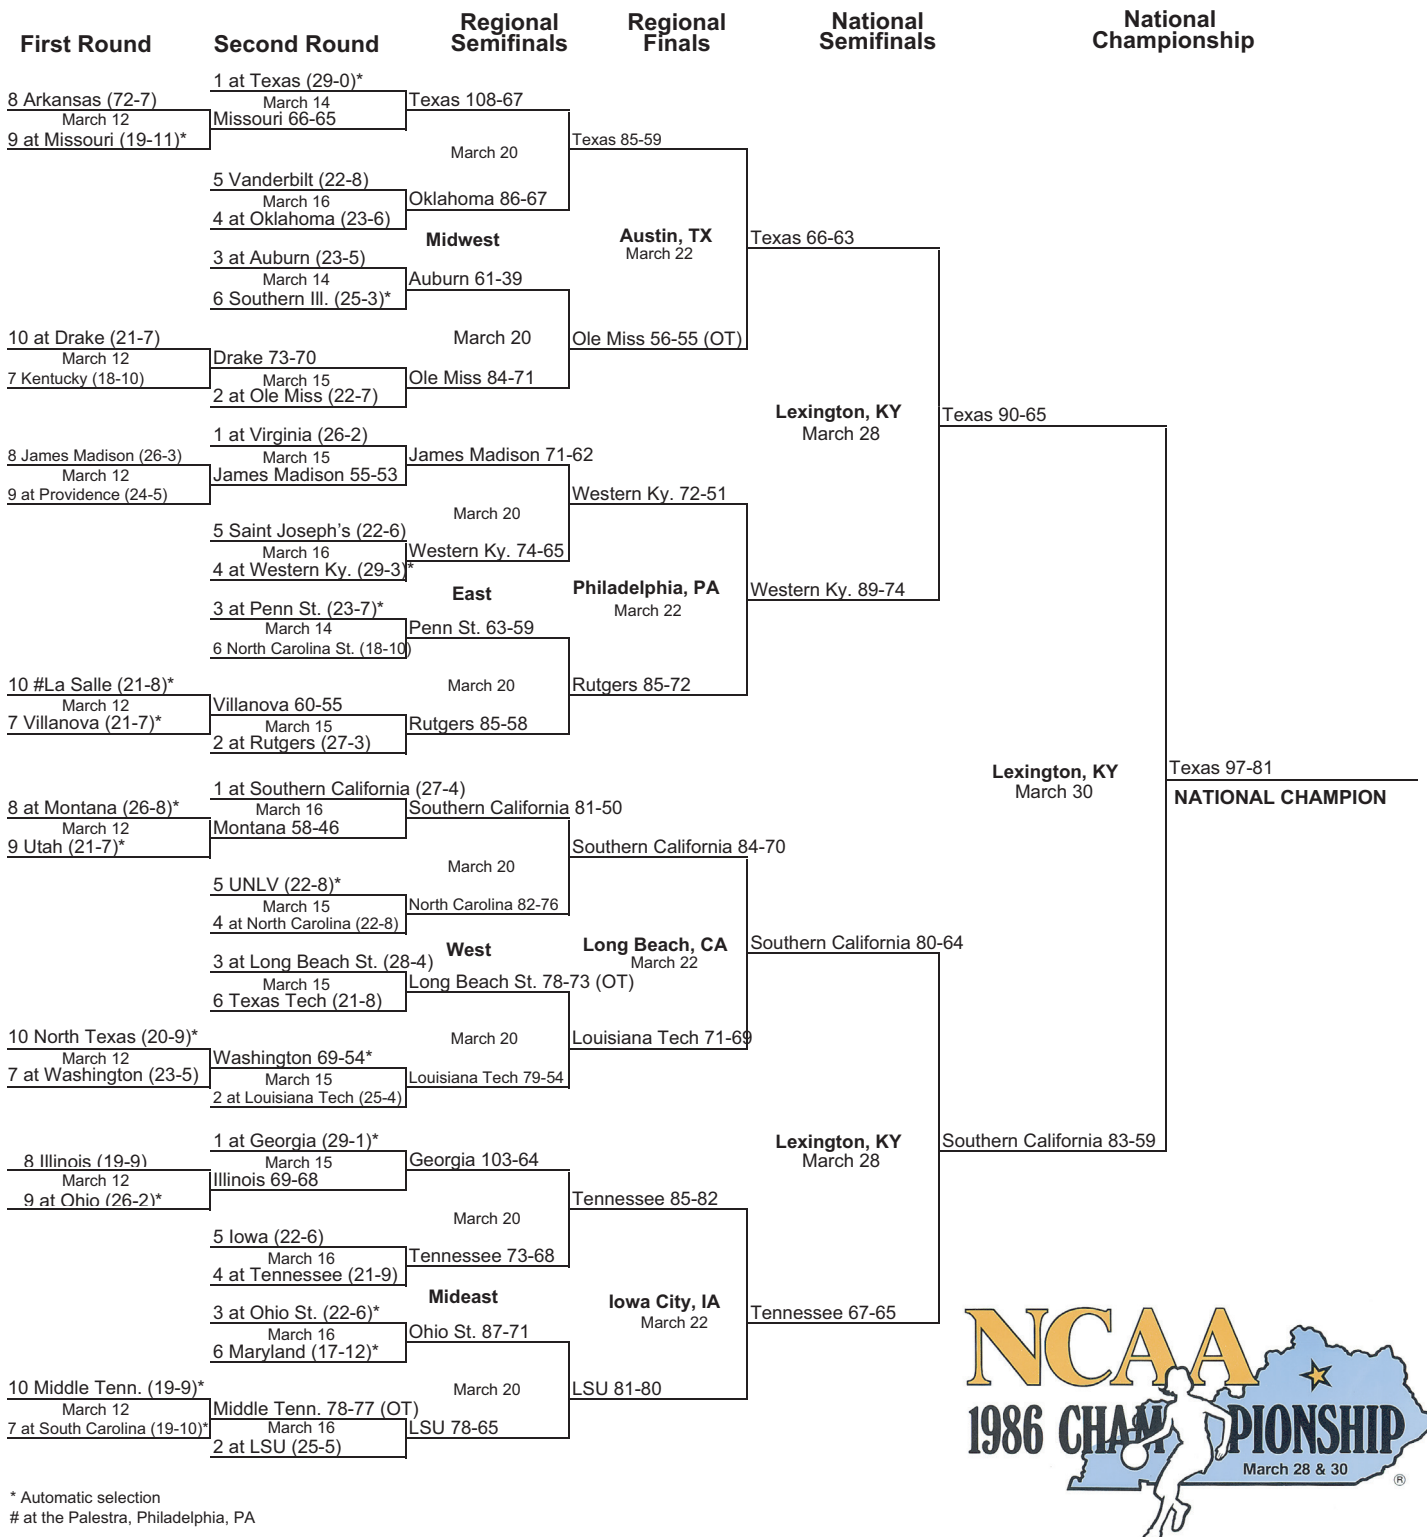 First Round
Second Round
Regional
Semifinals
Regional
Finals
National
Semifinals
National
Championship
1 at Texas (29-0)*
8 Arkansas (72-7)
March 14
Texas 108-67
March 12
Missouri 66-65
9 at Missouri (19-11)*
Texas 85-59
March 20
5 Vanderbilt (22-8)
March 16
Oklahoma 86-67
4 at Oklahoma (23-6)
Midwest
Austin, TX
March 22
Texas 66-63
3 at Auburn (23-5)
March 14
Auburn 61-39
6 Southern Ill. (25-3)*
10 at Drake (21-7)
March 20
Ole Miss 56-55 (OT)
March 12
Drake 73-70
7 Kentucky (18-10)
March 15
Ole Miss 84-71
2 at Ole Miss (22-7)
Lexington, KY
March 28
Texas 90-65
1 at Virginia (26-2)
8 James Madison (26-3)
March 15
James Madison 71-62
March 12
James Madison 55-53
9 at Providence (24-5)
Western Ky. 72-51
March 20
5 Saint Joseph's (22-6)
March 16
Western Ky. 74-65
4 at Western Ky. (29-3)*
East
Philadelphia, PA
March 22
Western Ky. 89-74
3 at Penn St. (23-7)*
March 14
Penn St. 63-59
6 North Carolina St. (18-10)
10 #La Salle (21-8)*
March 20
Rutgers 85-72
March 12
Villanova 60-55
7 Villanova (21-7)*
March 15
Rutgers 85-58
2 at Rutgers (27-3)
Lexington, KY
March 30
Texas 97-81
NATIONAL CHAMPION
1 at Southern California (27-4)
8 at Montana (26-8)*
March 16
Southern California 81-50
March 12
Montana 58-46
9 Utah (21-7)*
Southern California 84-70
March 20
5 UNLV (22-8)*
March 15
North Carolina 82-76
4 at North Carolina (22-8)
West
Long Beach, CA
March 22
Southern California 80-64
3 at Long Beach St. (28-4)
March 15
Long Beach St. 78-73 (OT)
6 Texas Tech (21-8)
10 North Texas (20-9)*
March 20
Louisiana Tech 71-69
March 12
Washington 69-54*
7 at Washington (23-5)
March 15
Louisiana Tech 79-54
2 at Louisiana Tech (25-4)
Lexington, KY
March 28
Southern California 83-59
1 at Georgia (29-1)*
8 Illinois (19-9)
March 15
Georgia 103-64
March 12
Illinois 69-68
9 at Ohio (26-2)*
Tennessee 85-82
March 20
5 Iowa (22-6)
March 16
Tennessee 73-68
4 at Tennessee (21-9)
Mideast
Iowa City, IA
March 22
Tennessee 67-65
3 at Ohio St. (22-6)*
March 16
Ohio St. 87-71
6 Maryland (17-12)*
10 Middle Tenn. (19-9)*
March 20
LSU 81-80
March 12
Middle Tenn. 78-77 (OT)
7 at South Carolina (19-10)*
March 16
LSU 78-65
2 at LSU (25-5)
NCAA
1986 CHAMPIONSHIP
March 28 & 30
®
* Automatic selection
# at the Palestra, Philadelphia, PA